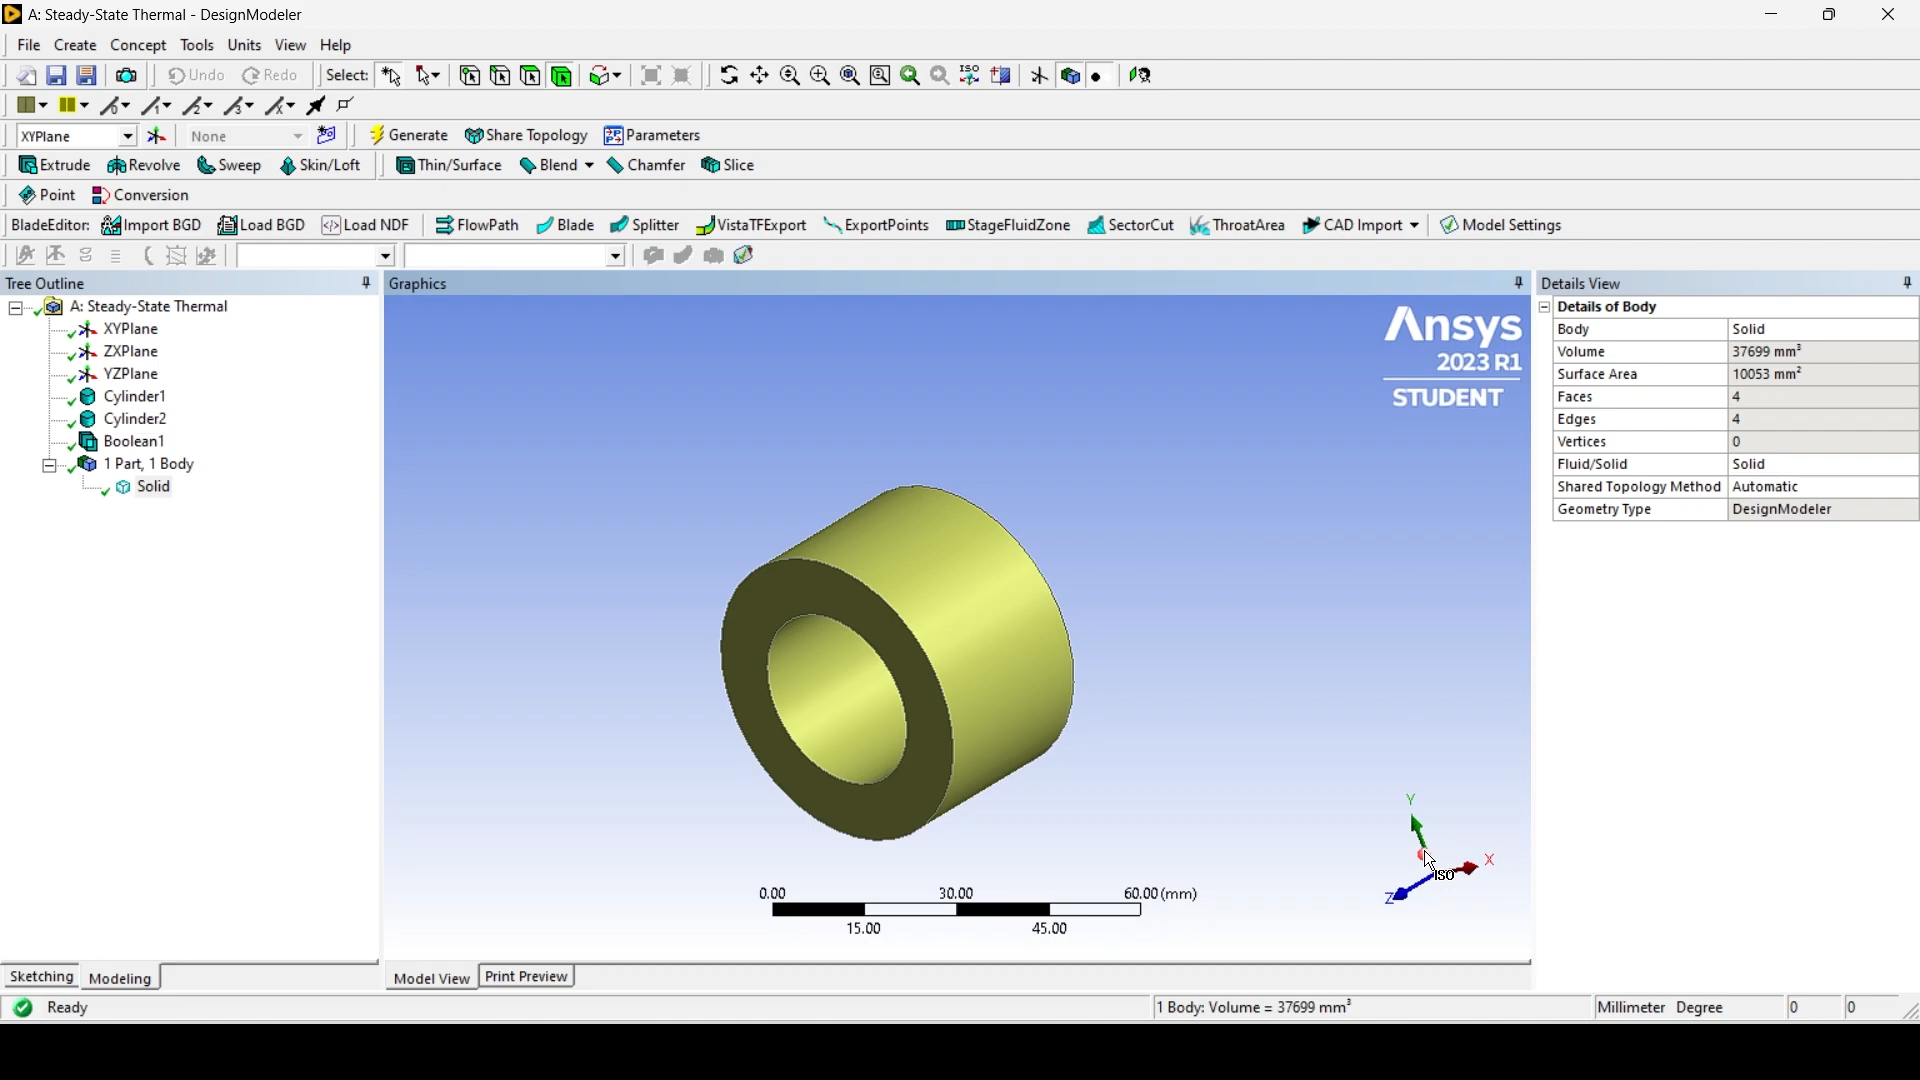 A: Steady-State Thermal - DesignModeler
File Create Concept Tools Units View Help
Undo Redo Select: ISO
XYPlane None Generate Share Topology Parameters
Extrude Revolve Sweep Skin/Loft Thin/Surface Blend Chamfer Slice
Point Conversion
BladeEditor: Import BGD Load BGD Load NDF FlowPath Blade Splitter VistaTFExport ExportPoints StageFluidZone SectorCut ThroatArea CAD Import Model Settings
Tree Outline
A: Steady-State Thermal
XYPlane
ZXPlane
YZPlane
Cylinder1
Cylinder2
Boolean1
1 Part, 1 Body
Solid
Sketching Modeling
Graphics
Ansys
2023 R1
STUDENT
Y
X
ISO
Z
0.00 30.00 60.00 (mm)
15.00 45.00
Model View Print Preview
Details View
Details of Body
Body Solid
Volume 37699 mm³
Surface Area 10053 mm²
Faces 4
Edges 4
Vertices 0
Fluid/Solid Solid
Shared Topology Method Automatic
Geometry Type DesignModeler
Ready 1 Body: Volume = 37699 mm³ Millimeter Degree 0 0